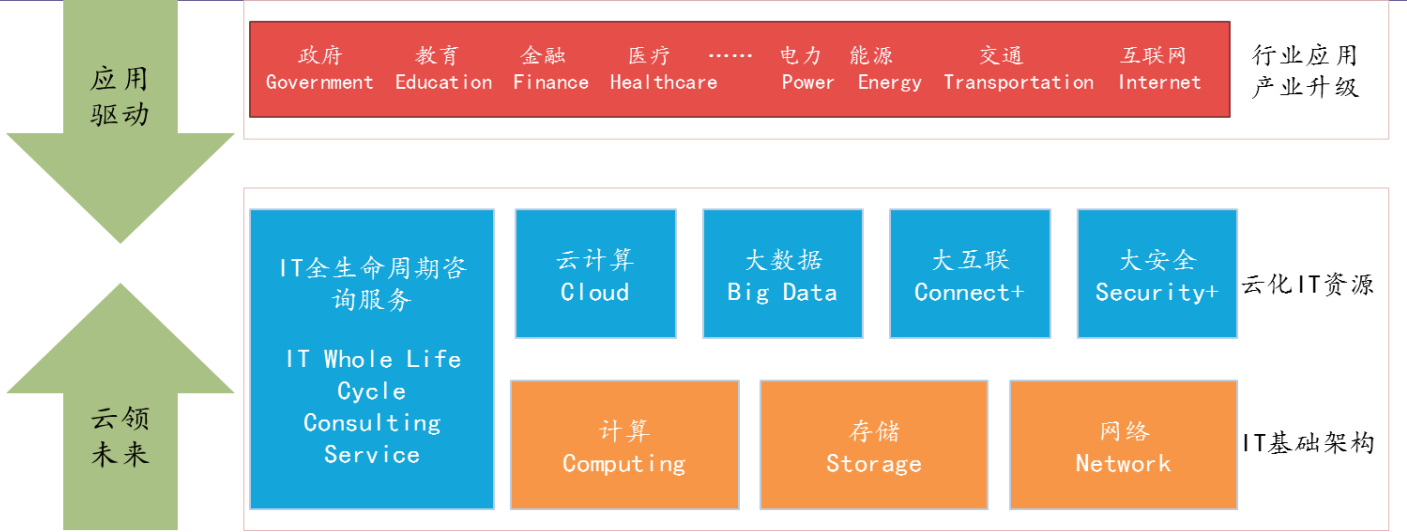 应用
驱动
政府 教育 金融 医疗 …… 电力 能源 交通 互联网
Government Education Finance Healthcare Power Energy Transportation Internet
行业应用
产业升级
IT全生命周期咨
询服务
IT Whole Life
Cycle
Consulting
Service
云计算
Cloud
大数据
Big Data
大互联
Connect+
大安全
Security+
云化IT资源
云领
未来
计算
Computing
存储
Storage
网络
Network
IT基础架构